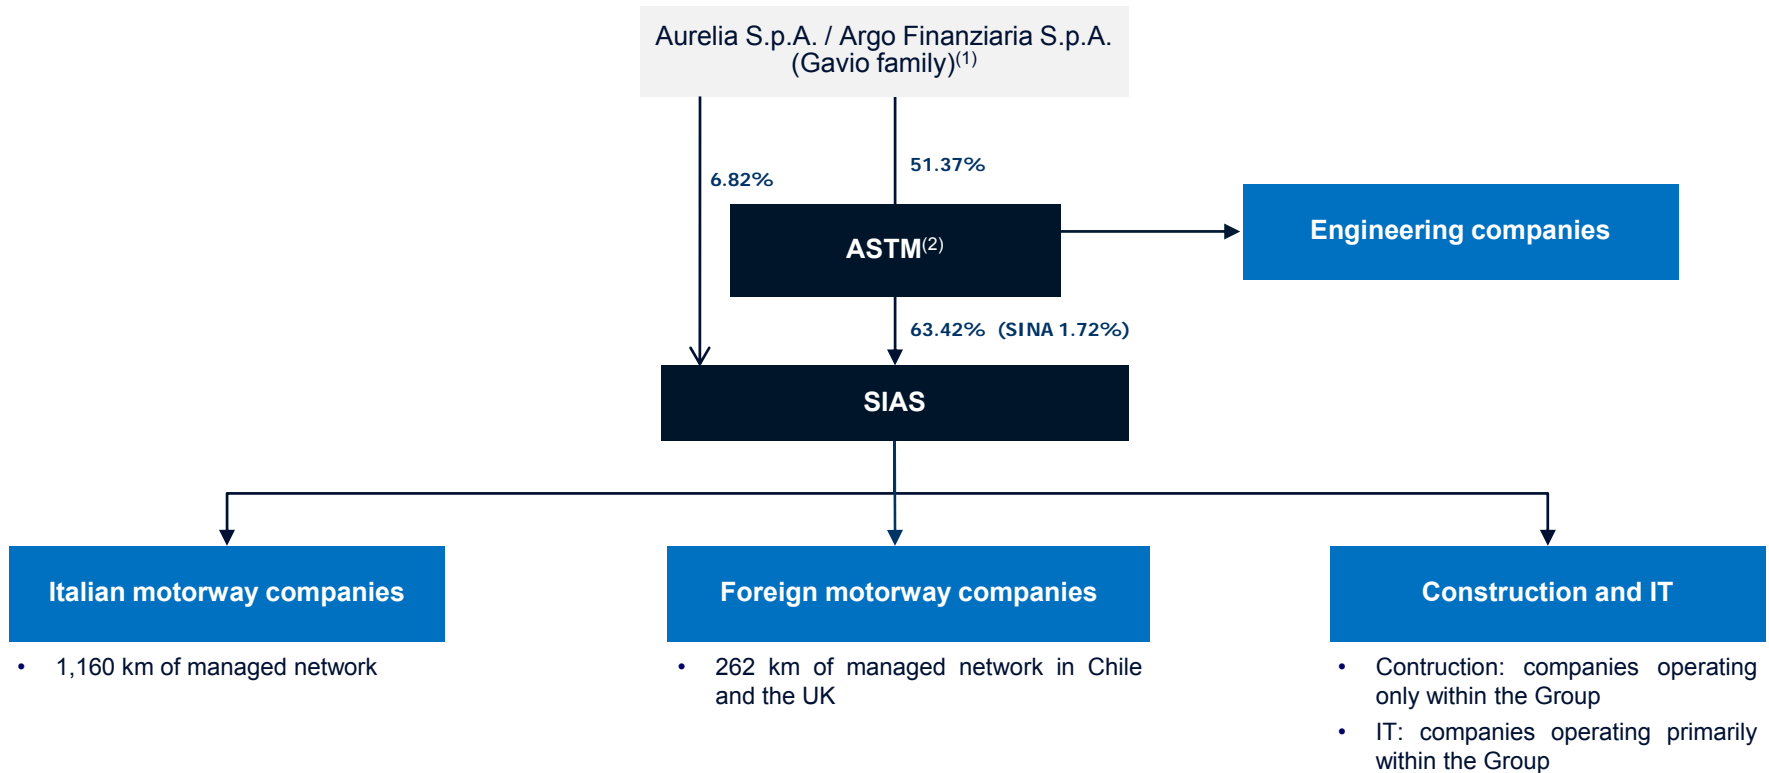 Aurelia S.p.A. / Argo Finanziaria S.p.A.
(Gavio family)(1)
51.37%
6.82%
ASTM(2)
Engineering companies
63.42% (SINA 1.72%)
SIAS
Italian motorway companies
Foreign motorway companies
Construction and IT
• 1,160 km of managed network
• 262 km of managed network in Chile
and the UK
• Contruction: companies operating
only within the Group
• IT: companies operating primarily
within the Group